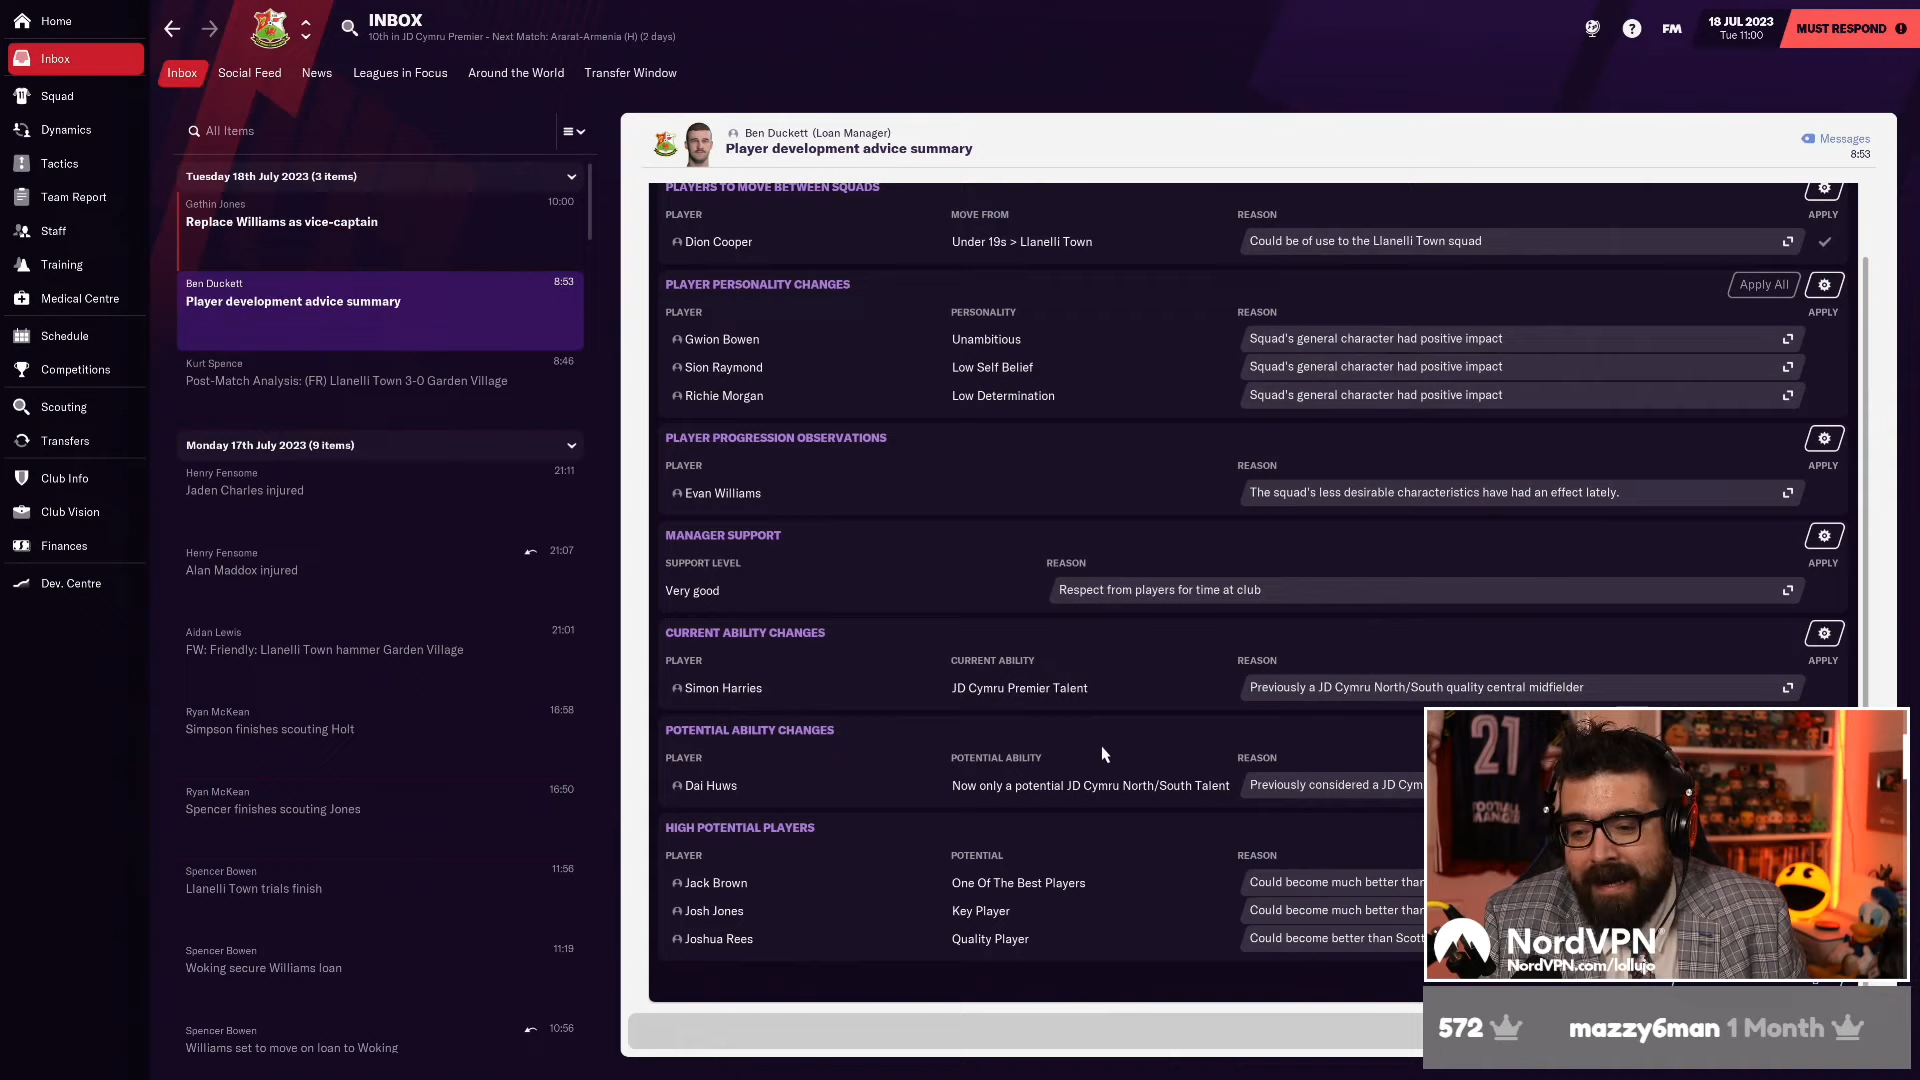 Home
Inbox
Squad
Dynamics
Tactics
Team Report
Staff
Training
Medical Centre
Schedule
Competitions
Scouting
Transfers
Club Info
Club Vision
Finances
Dev. Centre
INBOX
10th in JD Cymru Premier - Next Match: Ararat-Armenia (H) (2 days)
FM
18 JUL 2023
Tue 11:00
MUST RESPOND
Inbox Social Feed News Leagues in Focus Around the World Transfer Window
All Items
Tuesday 18th July 2023 (3 items)
Gethin Jones 10:00
Replace Williams as vice-captain
Ben Duckett 8:53
Player development advice summary
Kurt Spence 8:46
Post-Match Analysis: (FR) Llanelli Town 3-0 Garden Village
Monday 17th July 2023 (9 items)
Henry Fensome 21:11
Jaden Charles injured
Henry Fensome 21:07
Alan Maddox injured
Aidan Lewis 21:01
FW: Friendly: Llanelli Town hammer Garden Village
Ryan McKean 16:58
Simpson finishes scouting Holt
Ryan McKean 16:50
Spencer finishes scouting Jones
Spencer Bowen 11:56
Llanelli Town trials finish
Spencer Bowen 11:19
Woking secure Williams loan
Spencer Bowen 10:56
Williams set to move on loan to Woking
Ben Duckett (Loan Manager)
Player development advice summary
Messages
8:53
PLAYERS TO MOVE BETWEEN SQUADS
PLAYER MOVE FROM REASON APPLY
Dion Cooper Under 19s > Llanelli Town Could be of use to the Llanelli Town squad
PLAYER PERSONALITY CHANGES Apply All
PLAYER PERSONALITY REASON APPLY
Gwion Bowen Unambitious Squad's general character had positive impact
Sion Raymond Low Self Belief Squad's general character had positive impact
Richie Morgan Low Determination Squad's general character had positive impact
PLAYER PROGRESSION OBSERVATIONS
PLAYER REASON APPLY
Evan Williams The squad's less desirable characteristics have had an effect lately.
MANAGER SUPPORT
SUPPORT LEVEL REASON APPLY
Very good Respect from players for time at club
CURRENT ABILITY CHANGES
PLAYER CURRENT ABILITY REASON APPLY
Simon Harries JD Cymru Premier Talent Previously a JD Cymru North/South quality central midfielder
POTENTIAL ABILITY CHANGES
PLAYER POTENTIAL ABILITY REASON
Dai Huws Now only a potential JD Cymru North/South Talent Previously considered a JD Cym
HIGH POTENTIAL PLAYERS
PLAYER POTENTIAL REASON
Jack Brown One Of The Best Players Could become much better than
Josh Jones Key Player Could become much better than
Joshua Rees Quality Player Could become better than Scott
21
NordVPN
NordVPN.com/lollujo
572 mazzy6man 1 Month